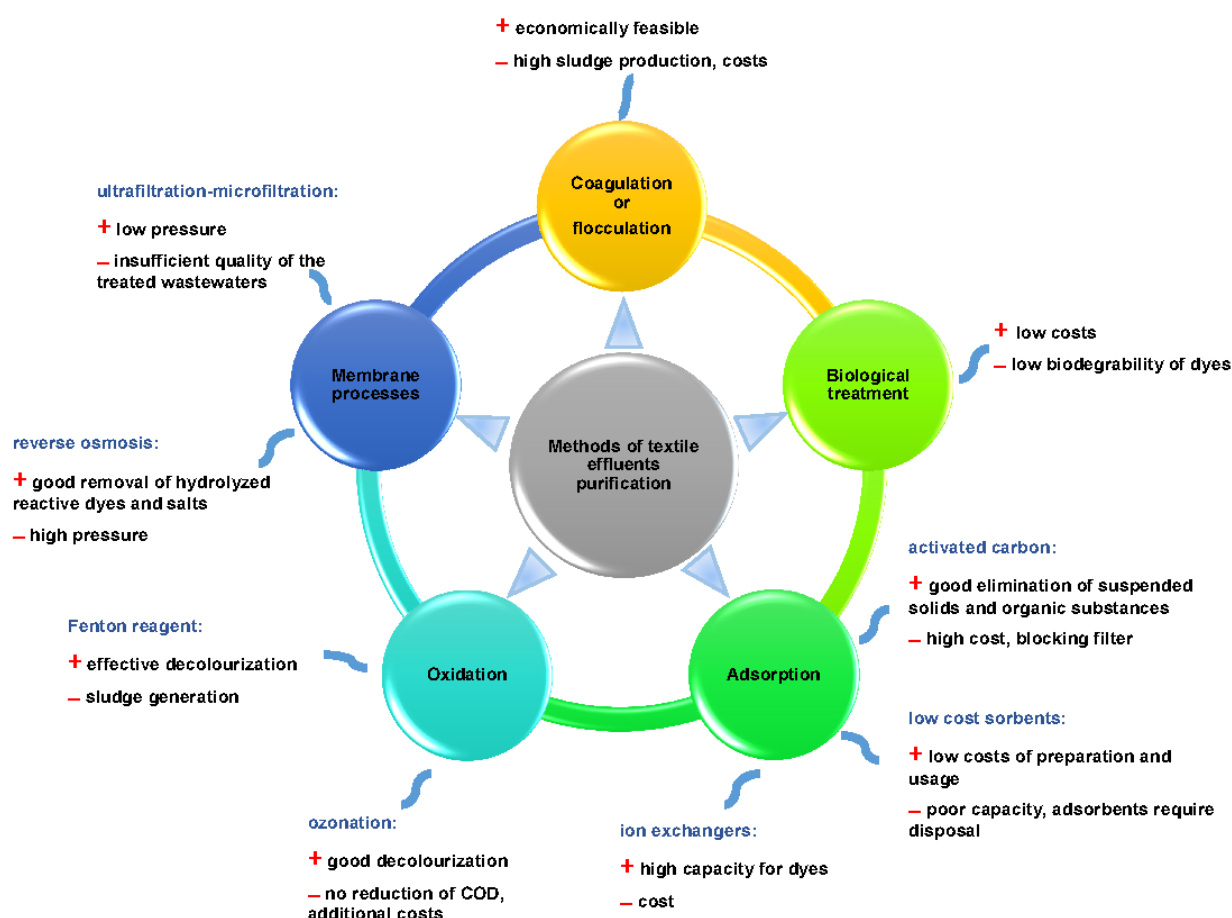 + economically feasible
– high sludge production, costs
Coagulation
or
flocculation
ultrafiltration-microfiltration:
+ low pressure
– insufficient quality of the
treated wastewaters
Membrane
processes
+ low costs
– low biodegrability of dyes
Biological
treatment
Methods of textile
effluents
purification
reverse osmosis:
+ good removal of hydrolyzed
reactive dyes and salts
– high pressure
activated carbon:
+ good elimination of suspended
solids and organic substances
– high cost, blocking filter
Fenton reagent:
+ effective decolourization
– sludge generation
Oxidation
Adsorption
low cost sorbents:
+ low costs of preparation and
usage
– poor capacity, adsorbents require
disposal
ozonation:
+ good decolourization
– no reduction of COD,
additional costs
ion exchangers:
+ high capacity for dyes
– cost